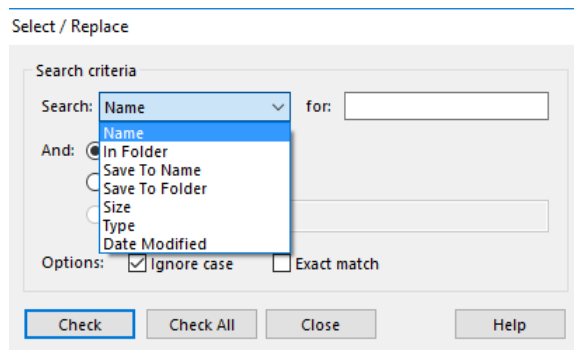 Select / Replace
Search criteria
Search: Name for:
Name
And: In Folder
Save To Name
Save To Folder
Size
Type
Date Modified
Options: Ignore case Exact match
Check Check All Close Help